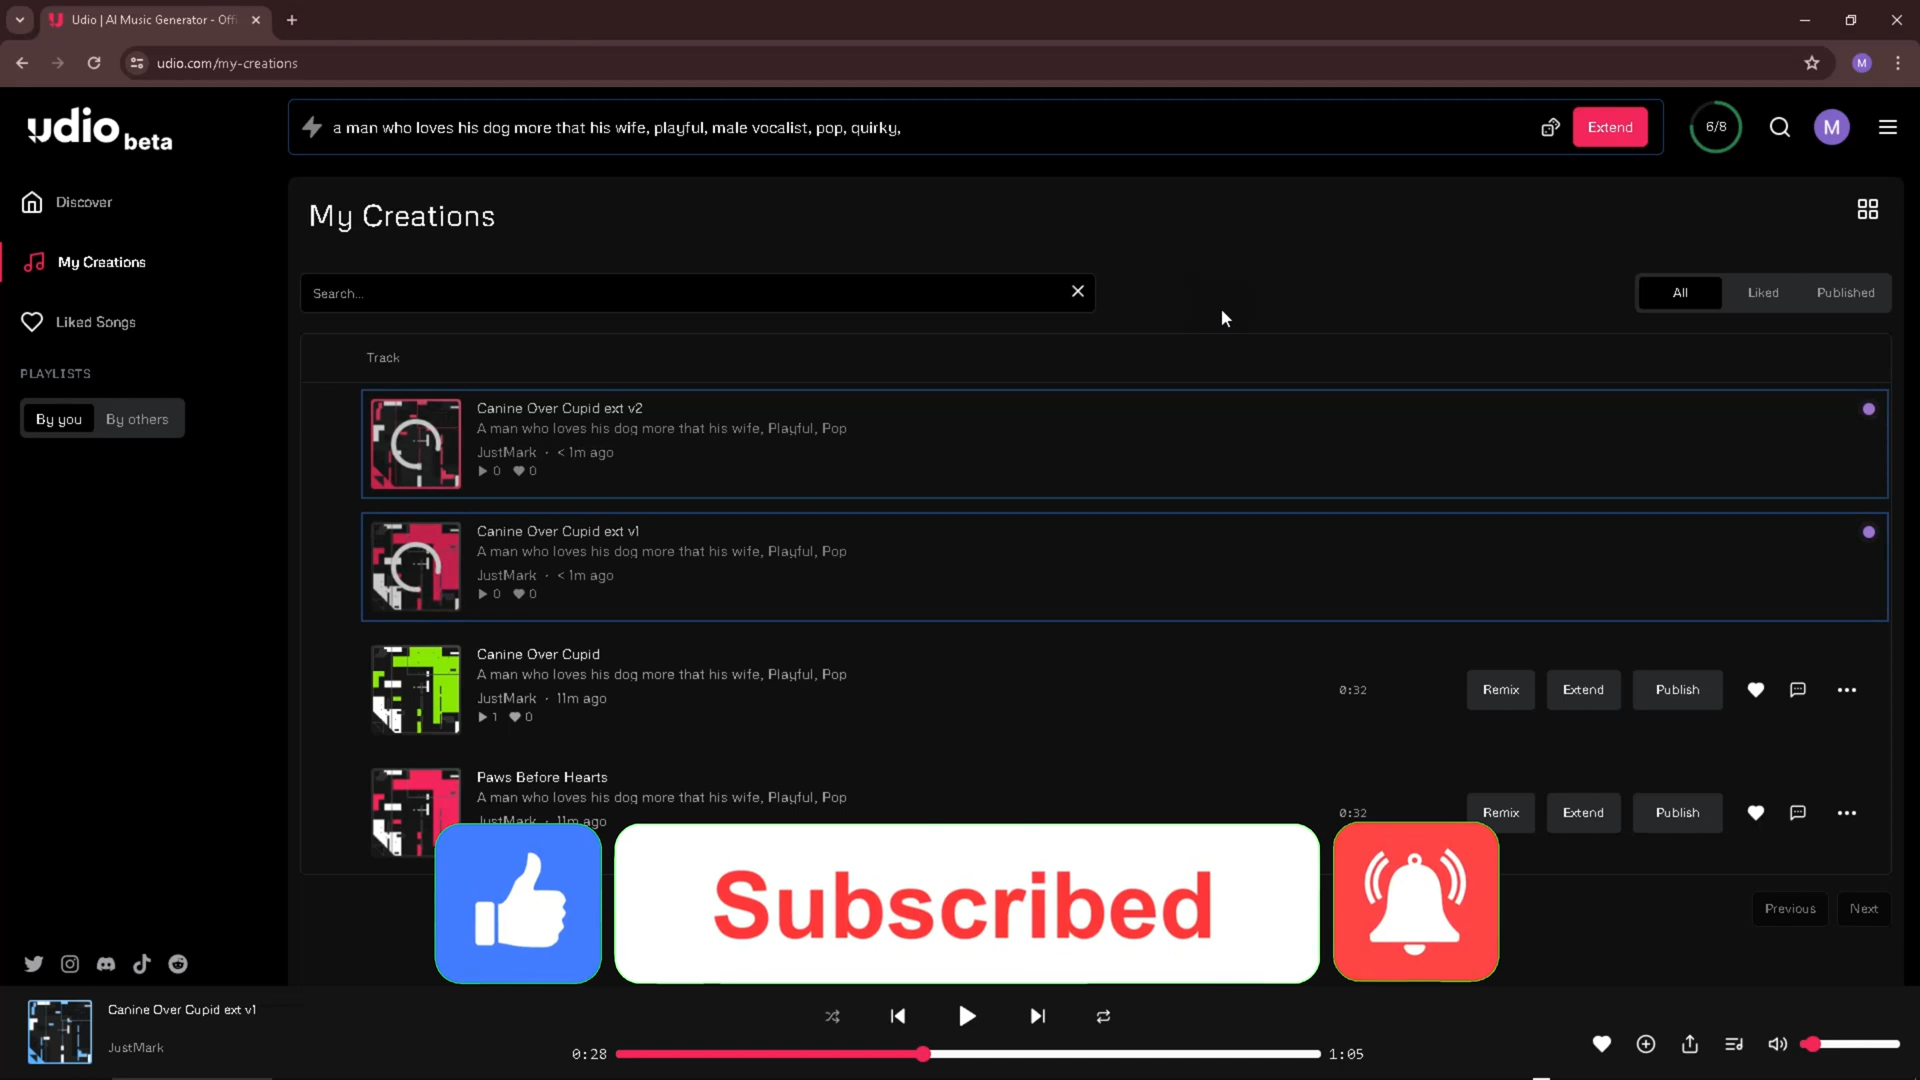 Udio | AI Music Generator - Offi
udio.com/my-creations
M
udio beta
a man who loves his dog more that his wife, playful, male vocalist, pop, quirky,
Extend
6/8
M
Discover
My Creations
Liked Songs
PLAYLISTS
By you
By others
My Creations
Search...
All
Liked
Published
Track
Canine Over Cupid ext v2
A man who loves his dog more that his wife, Playful, Pop
JustMark · < 1m ago
0 0
Canine Over Cupid ext v1
A man who loves his dog more that his wife, Playful, Pop
JustMark · < 1m ago
0 0
Canine Over Cupid
A man who loves his dog more that his wife, Playful, Pop
JustMark · 11m ago
1 0
0:32
Remix
Extend
Publish
Paws Before Hearts
A man who loves his dog more that his wife, Playful, Pop
JustMark · 11m ago
0:32
Remix
Extend
Publish
Subscribed
Previous
Next
Canine Over Cupid ext v1
JustMark
0:28
1:05